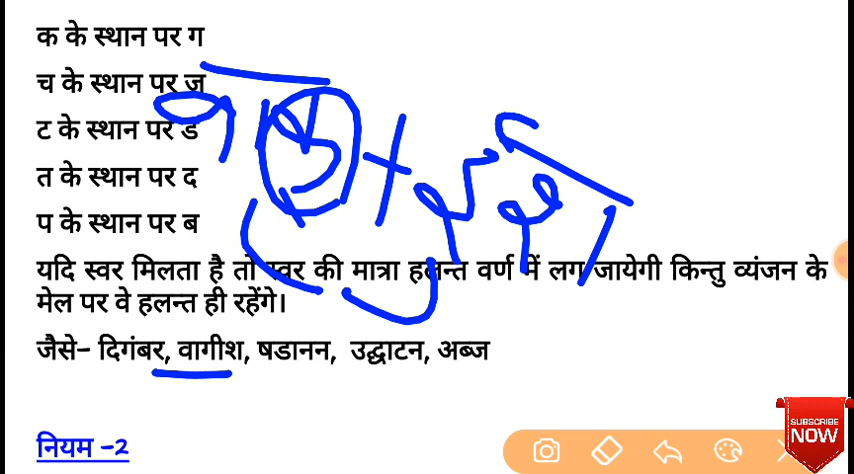 क के स्थान पर ग
च के स्थान पर ज
ट के स्थान पर ड
त के स्थान पर द
प के स्थान पर ब
यदि स्वर मिलता है तो स्वर की मात्रा हलन्त वर्ण में लग जायेगी किन्तु व्यंजन के
मेल पर वे हलन्त ही रहेंगे।
जैसे- दिगंबर, वागीश, षडानन, उद्घाटन, अब्ज
नियम -2
SUBSCRIBE
NOW